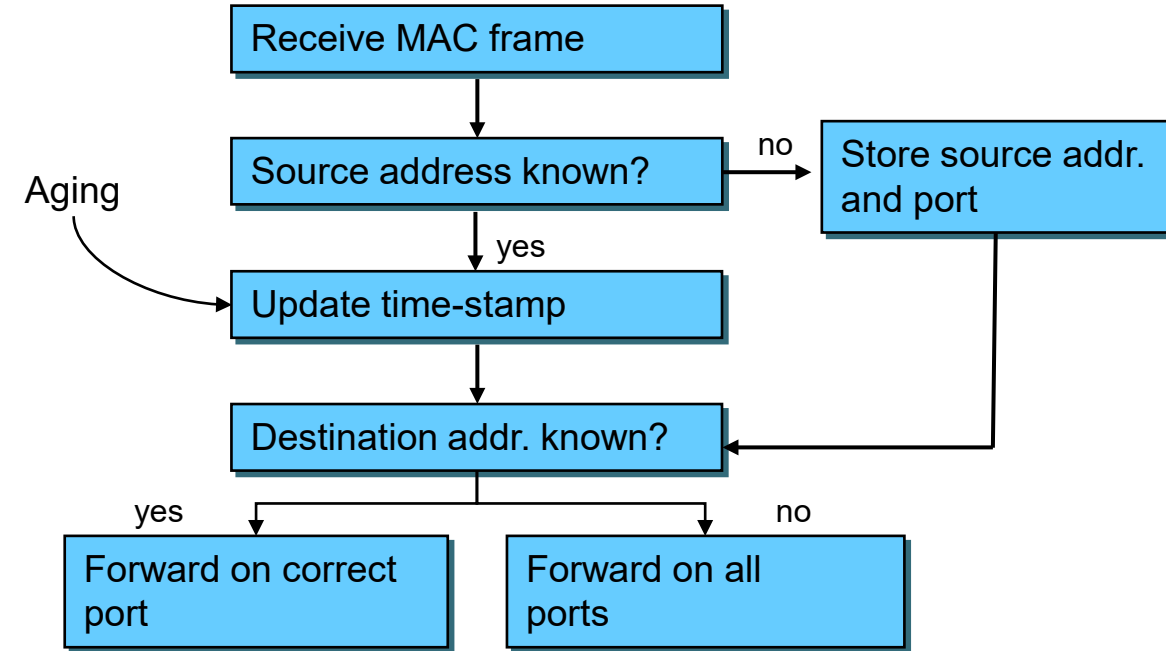 Receive MAC frame
Source address known?
no
Store source addr.
and port
Aging
yes
Update time-stamp
Destination addr. known?
yes
no
Forward on correct
port
Forward on all
ports